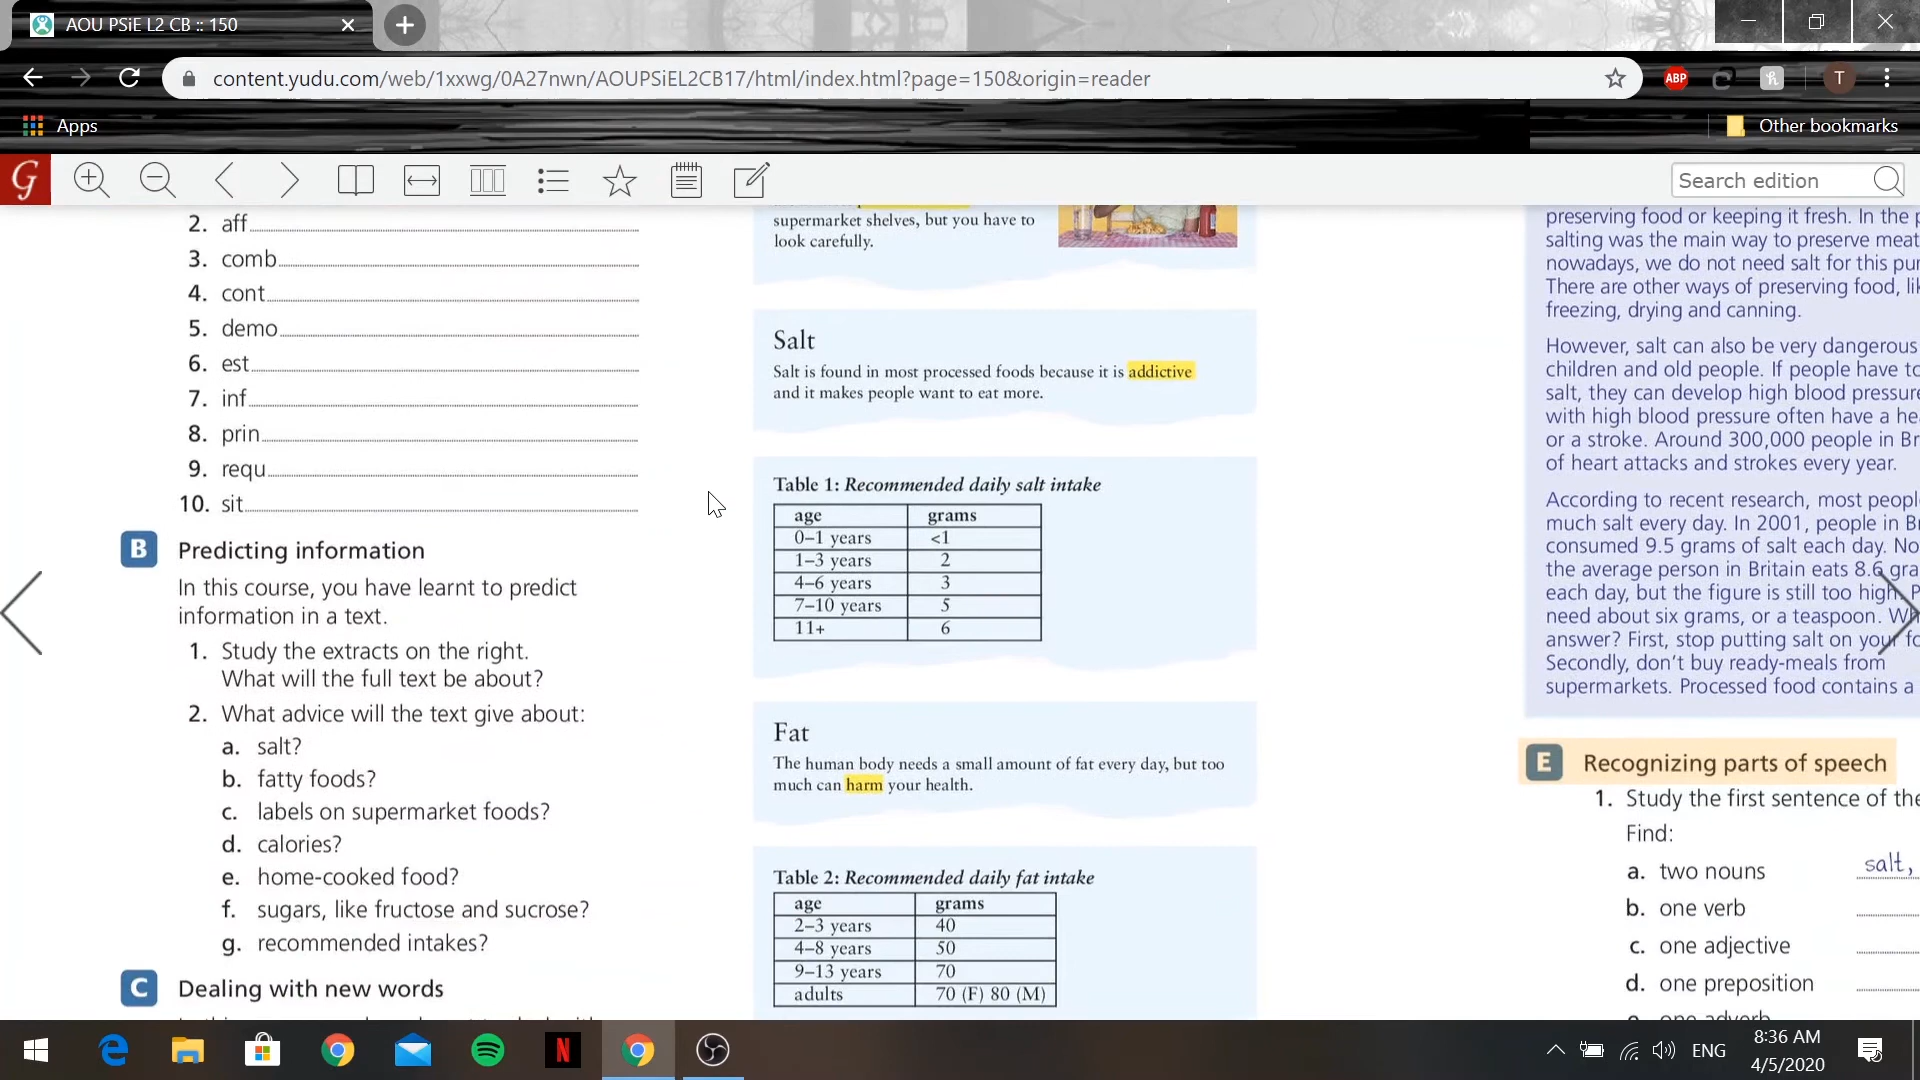 AOU PSiE L2 CB :: 150
content.yudu.com/web/1xxwg/0A27nwn/AOUPSiEL2CB17/html/index.html?page=150&origin=reader
ABP
T
Apps
Other bookmarks
G
Search edition
2. aff
3. comb
4. cont
5. demo
6. est
7. inf
8. prin
9. requ
10. sit
B Predicting information
In this course, you have learnt to predict
information in a text.
1. Study the extracts on the right.
What will the full text be about?
2. What advice will the text give about:
a. salt?
b. fatty foods?
c. labels on supermarket foods?
d. calories?
e. home-cooked food?
f. sugars, like fructose and sucrose?
g. recommended intakes?
C Dealing with new words
supermarket shelves, but you have to
look carefully.
Salt
Salt is found in most processed foods because it is addictive
and it makes people want to eat more.
Table 1: Recommended daily salt intake
age grams
0–1 years <1
1–3 years 2
4–6 years 3
7–10 years 5
11+ 6
Fat
The human body needs a small amount of fat every day, but too
much can harm your health.
Table 2: Recommended daily fat intake
age grams
2–3 years 40
4–8 years 50
9–13 years 70
adults 70 (F) 80 (M)
preserving food or keeping it fresh. In the p
salting was the main way to preserve meat
nowadays, we do not need salt for this pur
There are other ways of preserving food, lik
freezing, drying and canning.
However, salt can also be very dangerous
children and old people. If people have to
salt, they can develop high blood pressure
with high blood pressure often have a hea
or a stroke. Around 300,000 people in Br
of heart attacks and strokes every year.
According to recent research, most peopl
much salt every day. In 2001, people in Br
consumed 9.5 grams of salt each day. No
the average person in Britain eats 8.6 gra
each day, but the figure is still too high. P
need about six grams, or a teaspoon. Wh
answer? First, stop putting salt on your fo
Secondly, don't buy ready-meals from
supermarkets. Processed food contains a
E Recognizing parts of speech
1. Study the first sentence of the
Find:
a. two nouns salt,
b. one verb
c. one adjective
d. one preposition
e. one adverb
ENG
8:36 AM
4/5/2020